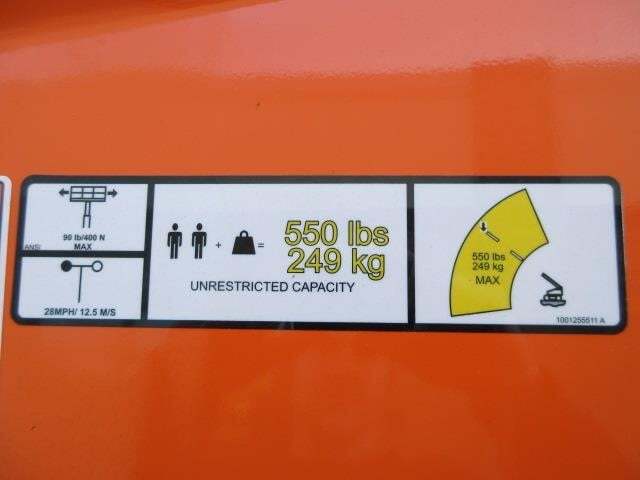 90 lb/400 N
MAX
ANSI
28MPH/ 12.5 M/S
+ = 550 lbs
249 kg
UNRESTRICTED CAPACITY
550 lbs
249 kg
MAX
1001255511 A